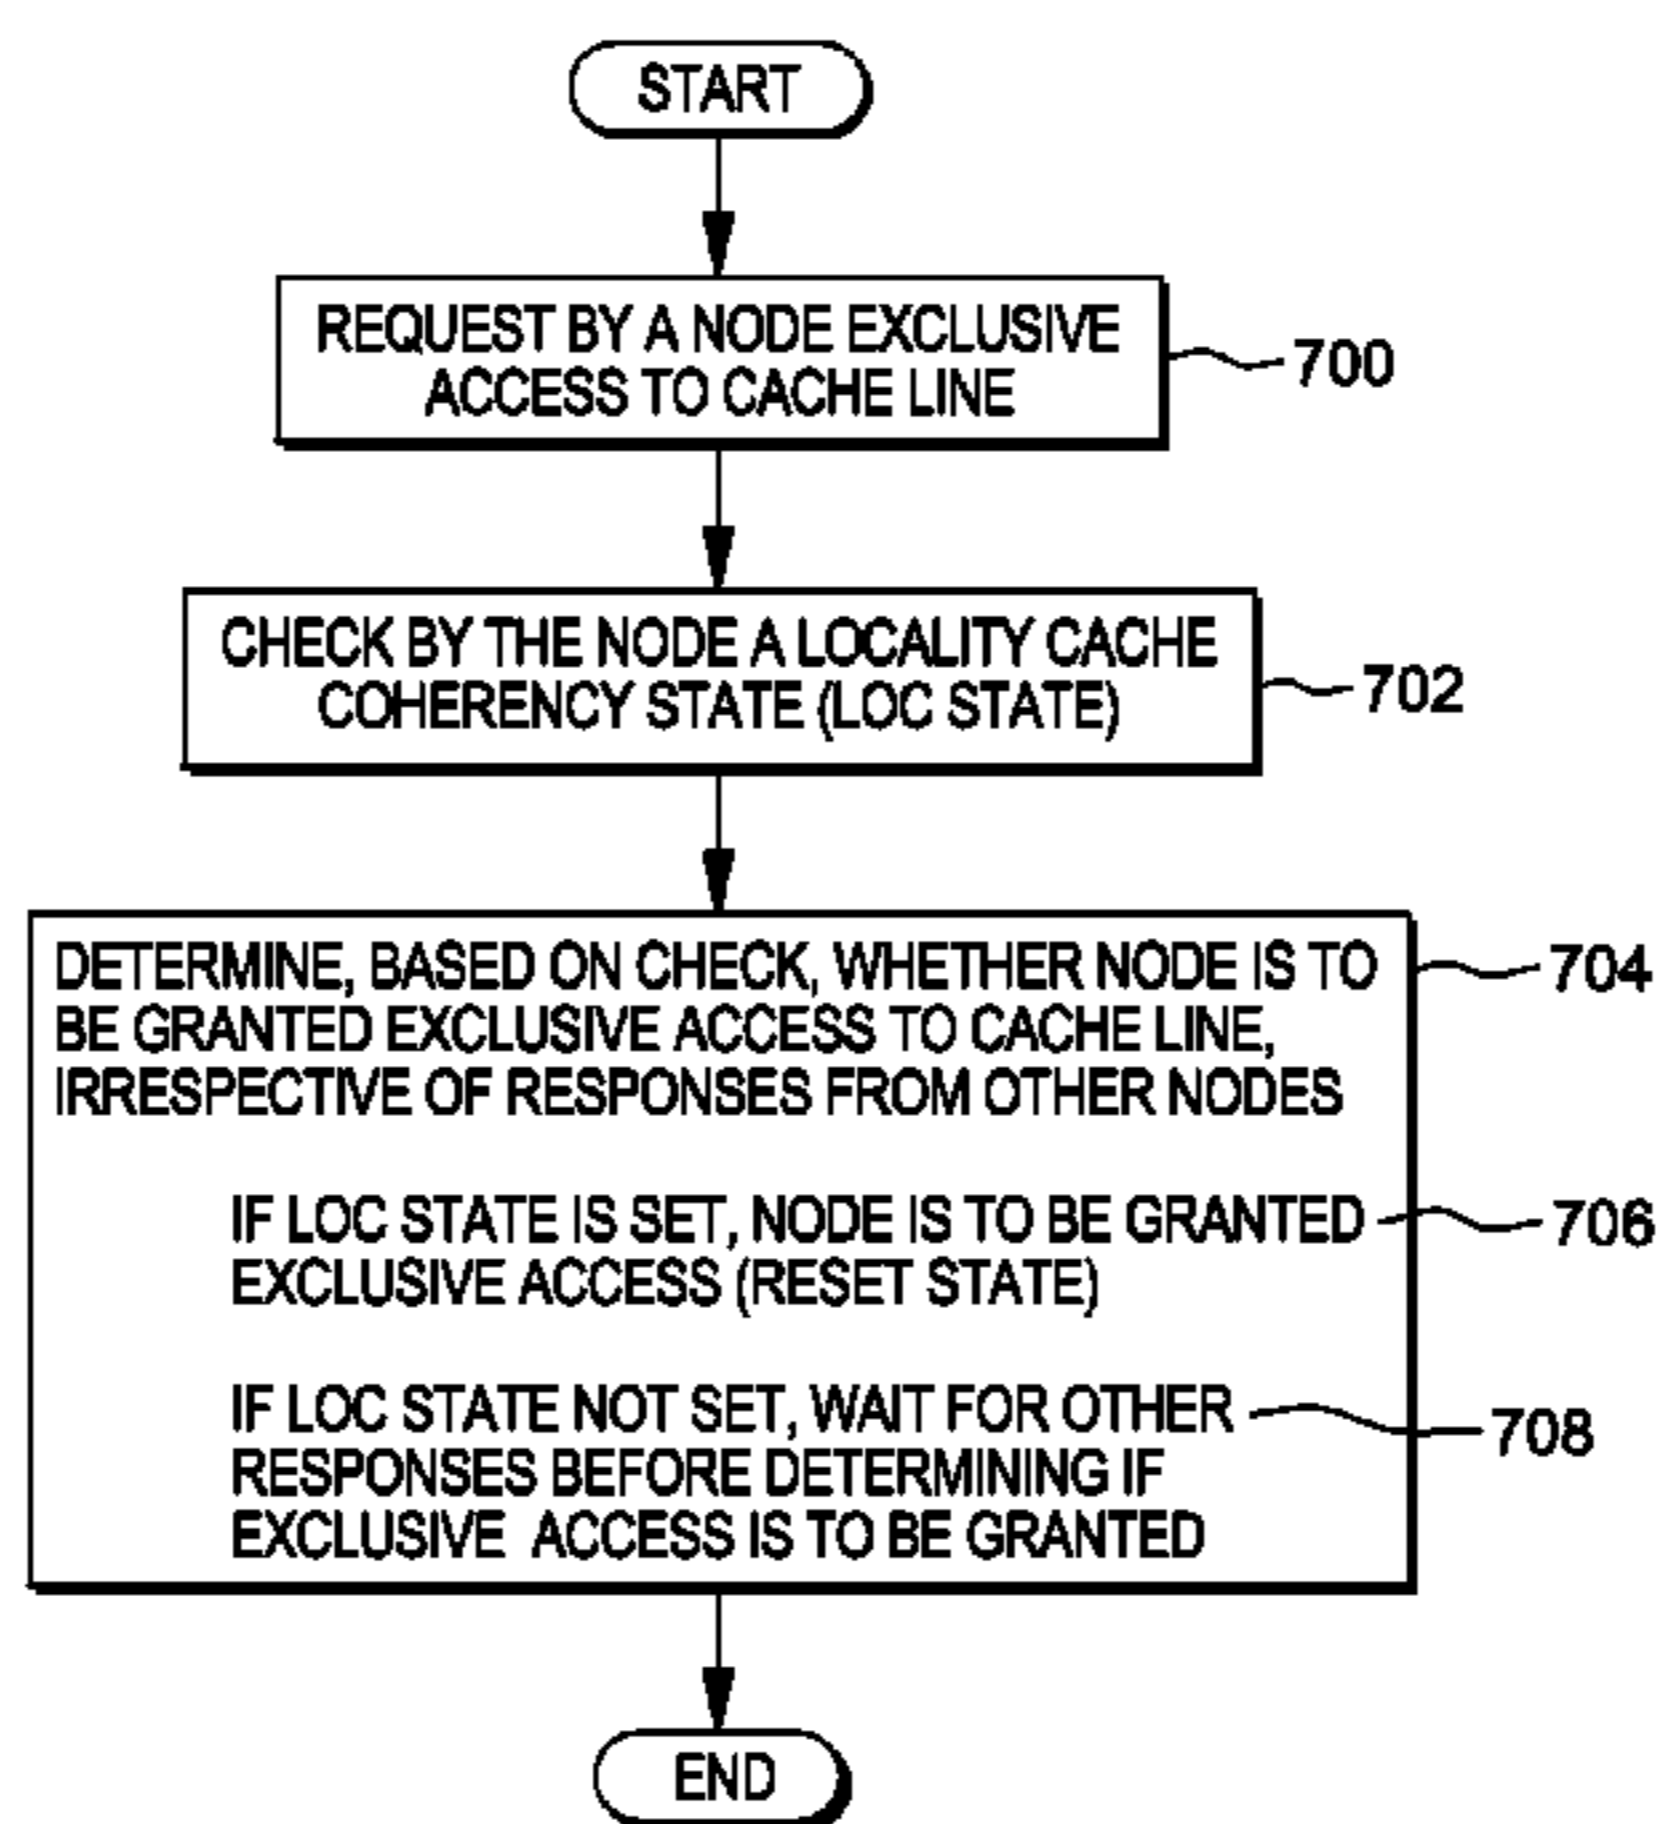 START
REQUEST BY A NODE EXCLUSIVE
ACCESS TO CACHE LINE
700
CHECK BY THE NODE A LOCALITY CACHE
COHERENCY STATE (LOC STATE)
702
DETERMINE, BASED ON CHECK, WHETHER NODE IS TO
BE GRANTED EXCLUSIVE ACCESS TO CACHE LINE,
IRRESPECTIVE OF RESPONSES FROM OTHER NODES
704
IF LOC STATE IS SET, NODE IS TO BE GRANTED
EXCLUSIVE ACCESS (RESET STATE)
706
IF LOC STATE NOT SET, WAIT FOR OTHER
RESPONSES BEFORE DETERMINING IF
EXCLUSIVE ACCESS IS TO BE GRANTED
708
END